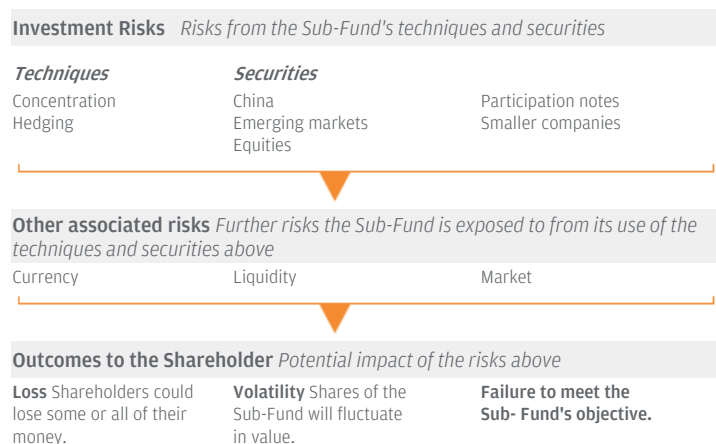 Investment Risks Risks from the Sub-Fund's techniques and securities
Techniques Securities
Concentration China Participation notes
Hedging Emerging markets Smaller companies
Equities
Other associated risks Further risks the Sub-Fund is exposed to from its use of the
techniques and securities above
Currency Liquidity Market
Outcomes to the Shareholder Potential impact of the risks above
Loss Shareholders could
lose some or all of their
money.
Volatility Shares of the
Sub-Fund will fluctuate
in value.
Failure to meet the
Sub- Fund's objective.